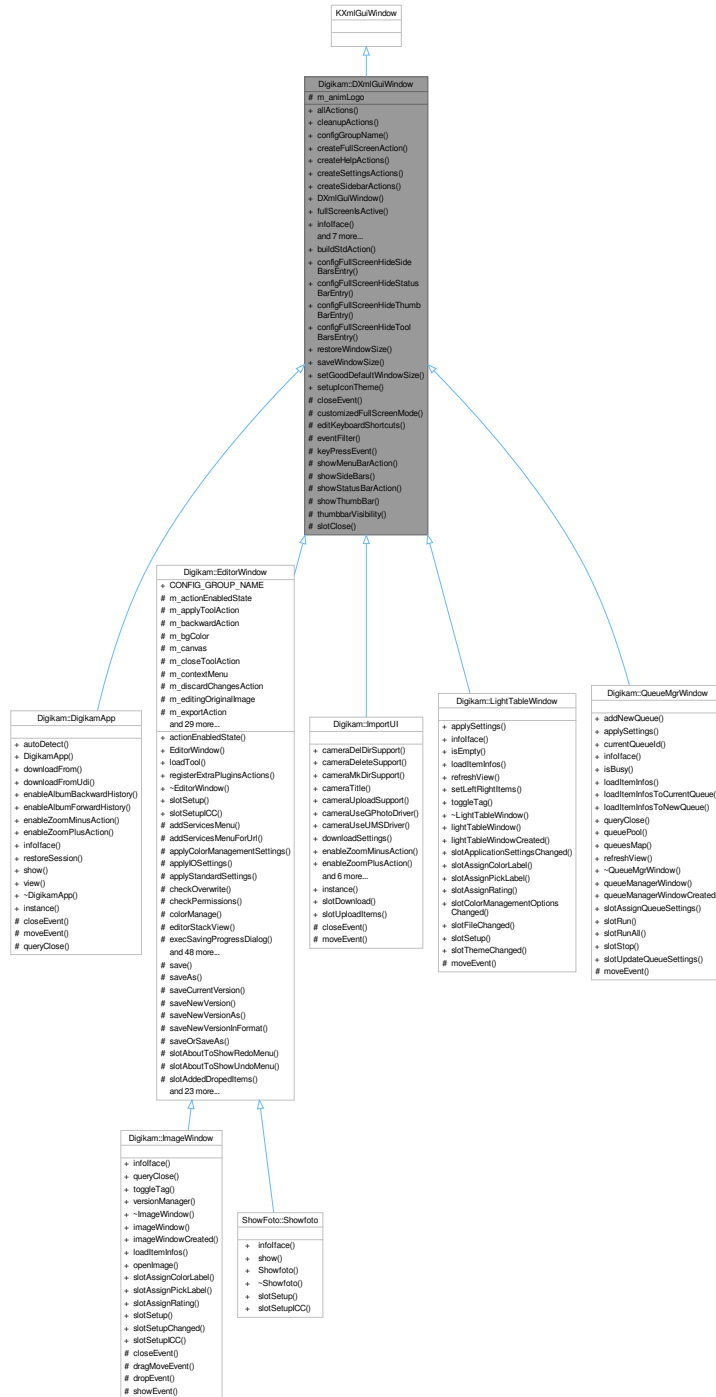 KXmlGuiWindow
Digikam::DXmlGuiWindow
# m_animLogo
+ allActions()
+ cleanupActions()
+ configGroupName()
+ createFullScreenAction()
+ createHelpActions()
+ createSettingsActions()
+ createSidebarActions()
+ DXmlGuiWindow()
+ fullScreenIsActive()
+ infoIface()
and 7 more...
+ buildStdAction()
+ configFullScreenHideSide
BarsEntry()
+ configFullScreenHideStatus
BarEntry()
+ configFullScreenHideThumb
BarEntry()
+ configFullScreenHideTool
BarsEntry()
+ restoreWindowSize()
+ saveWindowSize()
+ setGoodDefaultWindowSize()
+ setupIconTheme()
# closeEvent()
# customizedFullScreenMode()
# editKeyboardShortcuts()
# eventFilter()
# keyPressEvent()
# showMenuBarAction()
# showSideBars()
# showStatusBarAction()
# showThumbBar()
# thumbbarVisibility()
# slotClose()
Digikam::EditorWindow
+ CONFIG_GROUP_NAME
# m_actionEnabledState
# m_applyToolAction
# m_backwardAction
# m_bgColor
# m_canvas
# m_closeToolAction
# m_contextMenu
# m_discardChangesAction
# m_editingOriginalImage
# m_exportAction
and 29 more...
+ actionEnabledState()
+ EditorWindow()
+ loadTool()
+ registerExtraPluginsActions()
+ ~EditorWindow()
+ slotSetup()
+ slotSetupICC()
# addServicesMenu()
# addServicesMenuForUrl()
# applyColorManagementSettings()
# applyIOSettings()
# applyStandardSettings()
# checkOverwrite()
# checkPermissions()
# colorManage()
# editorStackView()
# execSavingProgressDialog()
and 48 more...
# save()
# saveAs()
# saveCurrentVersion()
# saveNewVersion()
# saveNewVersionAs()
# saveNewVersionInFormat()
# saveOrSaveAs()
# slotAboutToShowRedoMenu()
# slotAboutToShowUndoMenu()
# slotAddedDropedItems()
and 23 more...
Digikam::DigikamApp
+ autoDetect()
+ DigikamApp()
+ downloadFrom()
+ downloadFromUdi()
+ enableAlbumBackwardHistory()
+ enableAlbumForwardHistory()
+ enableZoomMinusAction()
+ enableZoomPlusAction()
+ infoIface()
+ restoreSession()
+ show()
+ view()
+ ~DigikamApp()
+ instance()
# closeEvent()
# moveEvent()
# queryClose()
Digikam::ImportUI
+ cameraDelDirSupport()
+ cameraDeleteSupport()
+ cameraMkDirSupport()
+ cameraTitle()
+ cameraUploadSupport()
+ cameraUseGPhotoDriver()
+ cameraUseUMSDriver()
+ downloadSettings()
+ enableZoomMinusAction()
+ enableZoomPlusAction()
and 6 more...
+ instance()
+ slotDownload()
+ slotUploadItems()
# closeEvent()
# moveEvent()
Digikam::LightTableWindow
+ applySettings()
+ infoIface()
+ isEmpty()
+ loadItemInfos()
+ refreshView()
+ setLeftRightItems()
+ toggleTag()
+ ~LightTableWindow()
+ lightTableWindow()
+ lightTableWindowCreated()
+ slotApplicationSettingsChanged()
+ slotAssignColorLabel()
+ slotAssignPickLabel()
+ slotAssignRating()
+ slotColorManagementOptions
Changed()
+ slotFileChanged()
+ slotSetup()
+ slotThemeChanged()
# moveEvent()
Digikam::QueueMgrWindow
+ addNewQueue()
+ applySettings()
+ currentQueueId()
+ infoIface()
+ isBusy()
+ loadItemInfos()
+ loadItemInfosToCurrentQueue()
+ loadItemInfosToNewQueue()
+ queryClose()
+ queuePool()
+ queuesMap()
+ refreshView()
+ ~QueueMgrWindow()
+ queueManagerWindow()
+ queueManagerWindowCreated
+ slotAssignQueueSettings()
+ slotRun()
+ slotRunAll()
+ slotStop()
+ slotUpdateQueueSettings()
# moveEvent()
Digikam::ImageWindow
+ infoIface()
+ queryClose()
+ toggleTag()
+ versionManager()
+ ~ImageWindow()
+ imageWindow()
+ imageWindowCreated()
+ loadItemInfos()
+ openImage()
+ slotAssignColorLabel()
+ slotAssignPickLabel()
+ slotAssignRating()
+ slotSetup()
+ slotSetupChanged()
+ slotSetupICC()
# closeEvent()
# dragMoveEvent()
# dropEvent()
# showEvent()
ShowFoto::Showfoto
+ infoIface()
+ show()
+ Showfoto()
+ ~Showfoto()
+ slotSetup()
+ slotSetupICC()